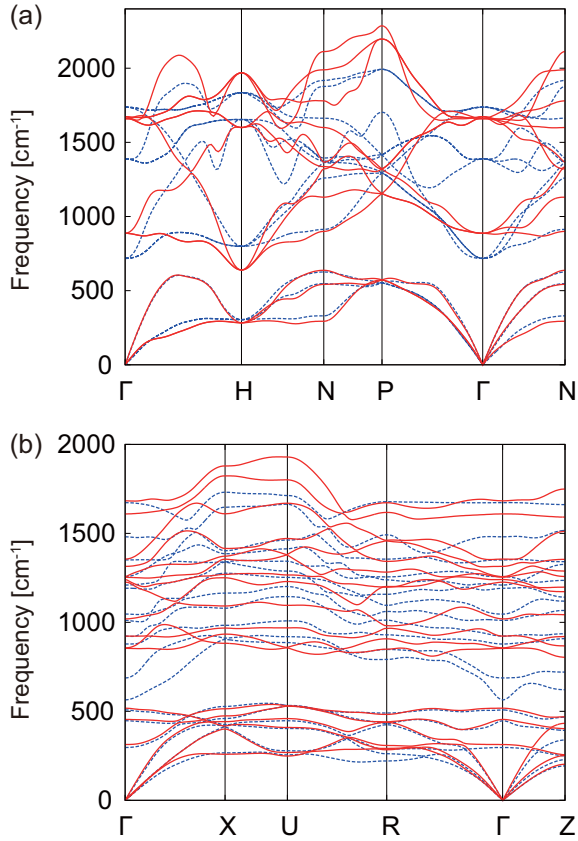 (a)
Frequency [cm⁻¹]
2000
1500
1000
500
0
Γ H N P Γ N
(b)
Frequency [cm⁻¹]
2000
1500
1000
500
0
Γ X U R Γ Z